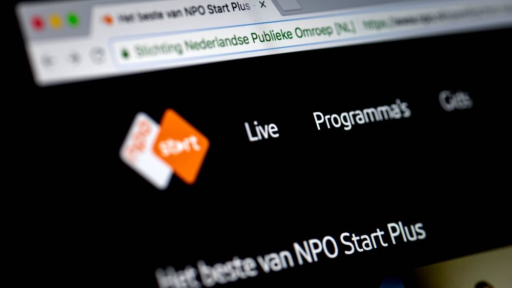 Het beste van NPO Start Plus
×
Stichting Nederlandse Publieke Omroep [NL]
npo
start
Live
Programma's
Gids
Het beste van NPO Start Plus